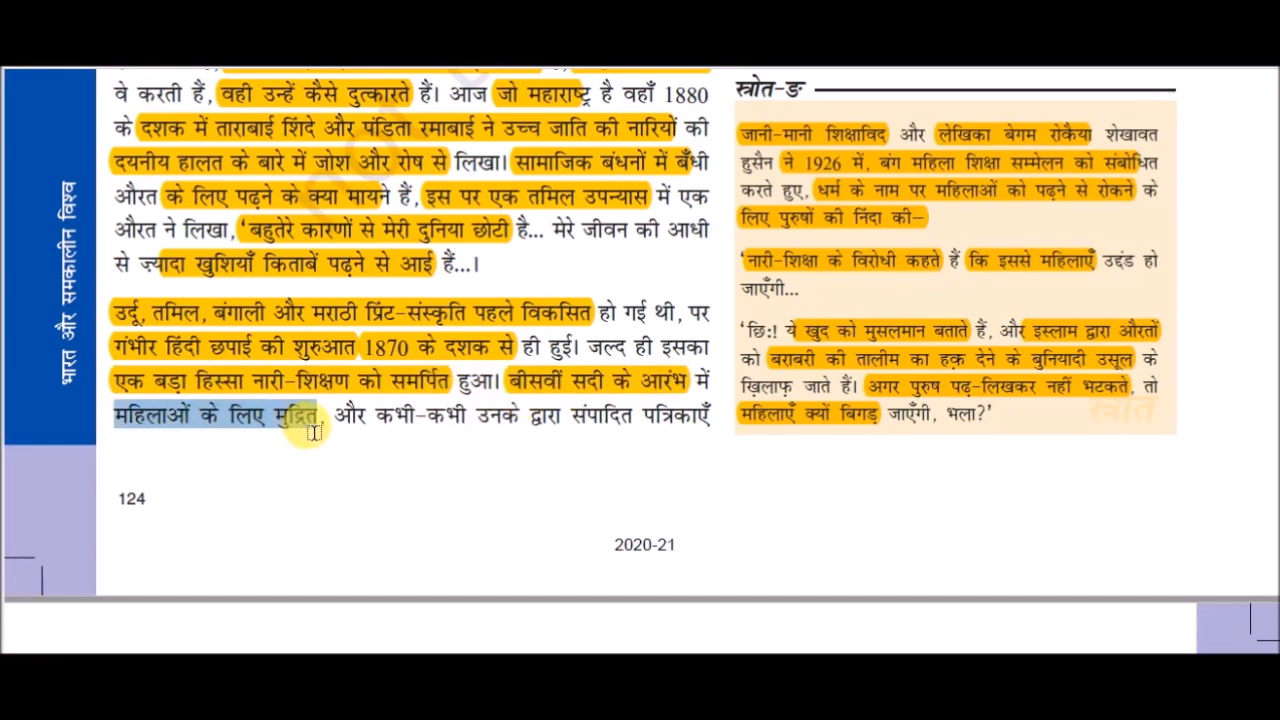 वे करती हैं, वही उन्हें कैसे दुत्कारते हैं। आज जो महाराष्ट्र है वहाँ 1880
के दशक में ताराबाई शिंदे और पंडिता रमाबाई ने उच्च जाति की नारियों की
दयनीय हालत के बारे में जोश और रोष से लिखा। सामाजिक बंधनों में बँधी
औरत के लिए पढ़ने के क्या मायने हैं, इस पर एक तमिल उपन्यास में एक
औरत ने लिखा, ‘बहुतेरे कारणों से मेरी दुनिया छोटी है... मेरे जीवन की आधी
से ज़्यादा खुशियाँ किताबें पढ़ने से आई हैं...।
उर्दू, तमिल, बंगाली और मराठी प्रिंट-संस्कृति पहले विकसित हो गई थी, पर
गंभीर हिंदी छपाई की शुरुआत 1870 के दशक से ही हुई। जल्द ही इसका
एक बड़ा हिस्सा नारी-शिक्षण को समर्पित हुआ। बीसवीं सदी के आरंभ में
महिलाओं के लिए मुद्रित, और कभी-कभी उनके द्वारा संपादित पत्रिकाएँ
124
2020-21
भारत और समकालीन विश्व
स्त्रोत-ङ
जानी-मानी शिक्षाविद और लेखिका बेगम रोकैया शेखावत
हुसैन ने 1926 में, बंग महिला शिक्षा सम्मेलन को संबोधित
करते हुए, धर्म के नाम पर महिलाओं को पढ़ने से रोकने के
लिए पुरुषों की निंदा की–
‘नारी-शिक्षा के विरोधी कहते हैं कि इससे महिलाएँ उद्दंड हो
जाएँगी...
‘छि:! ये खुद को मुसलमान बताते हैं, और इस्लाम द्वारा औरतों
को बराबरी की तालीम का हक़ देने के बुनियादी उसूल के
ख़िलाफ़ जाते हैं। अगर पुरुष पढ़-लिखकर नहीं भटकते, तो
महिलाएँ क्यों बिगड़ जाएँगी, भला?’
स्त्रोत